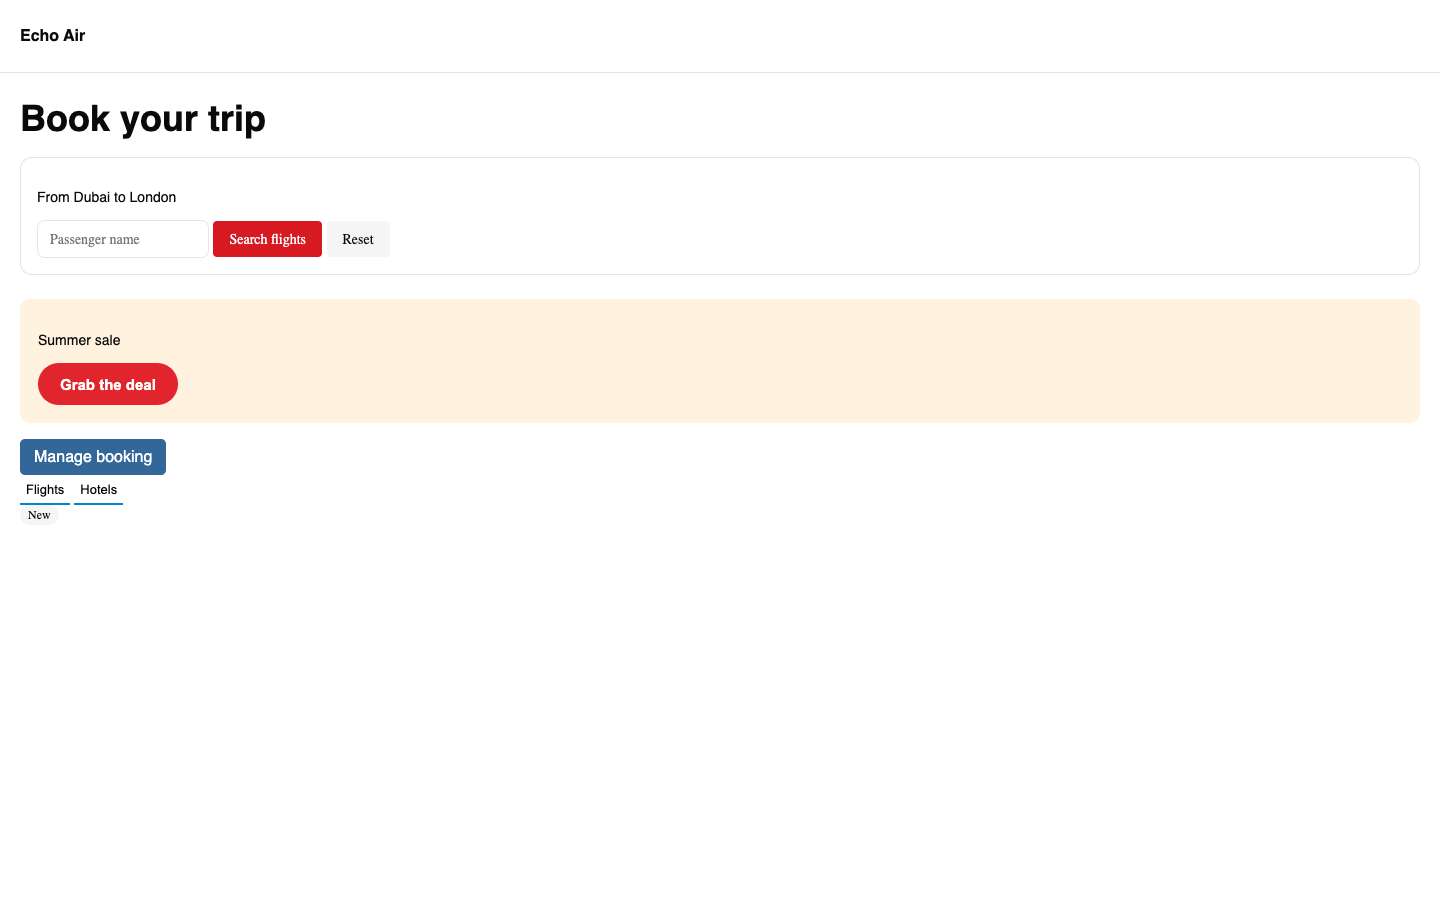 Echo Air
Book your trip
From Dubai to London
Passenger name Search flights Reset
Summer sale
Grab the deal
Manage booking
Flights Hotels
New